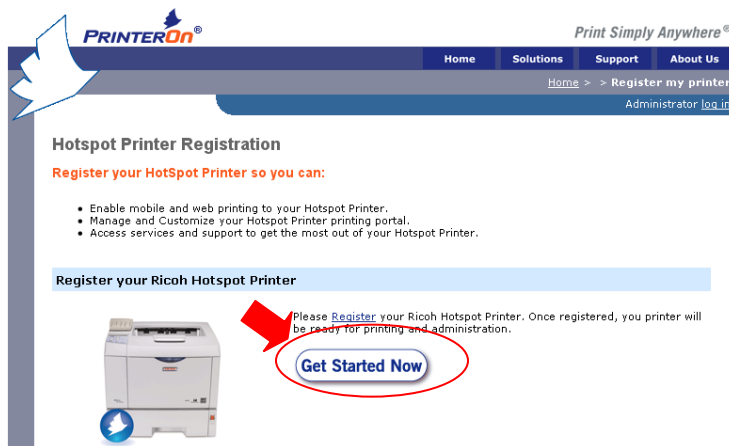 PRINTERON®
Print Simply Anywhere®
Home Solutions Support About Us
Home > > Register my printer
Administrator log in
Hotspot Printer Registration
Register your HotSpot Printer so you can:
• Enable mobile and web printing to your Hotspot Printer.
• Manage and Customize your Hotspot Printer printing portal.
• Access services and support to get the most out of your Hotspot Printer.
Register your Ricoh Hotspot Printer
Please Register your Ricoh Hotspot Printer. Once registered, you printer will
be ready for printing and administration.
Get Started Now